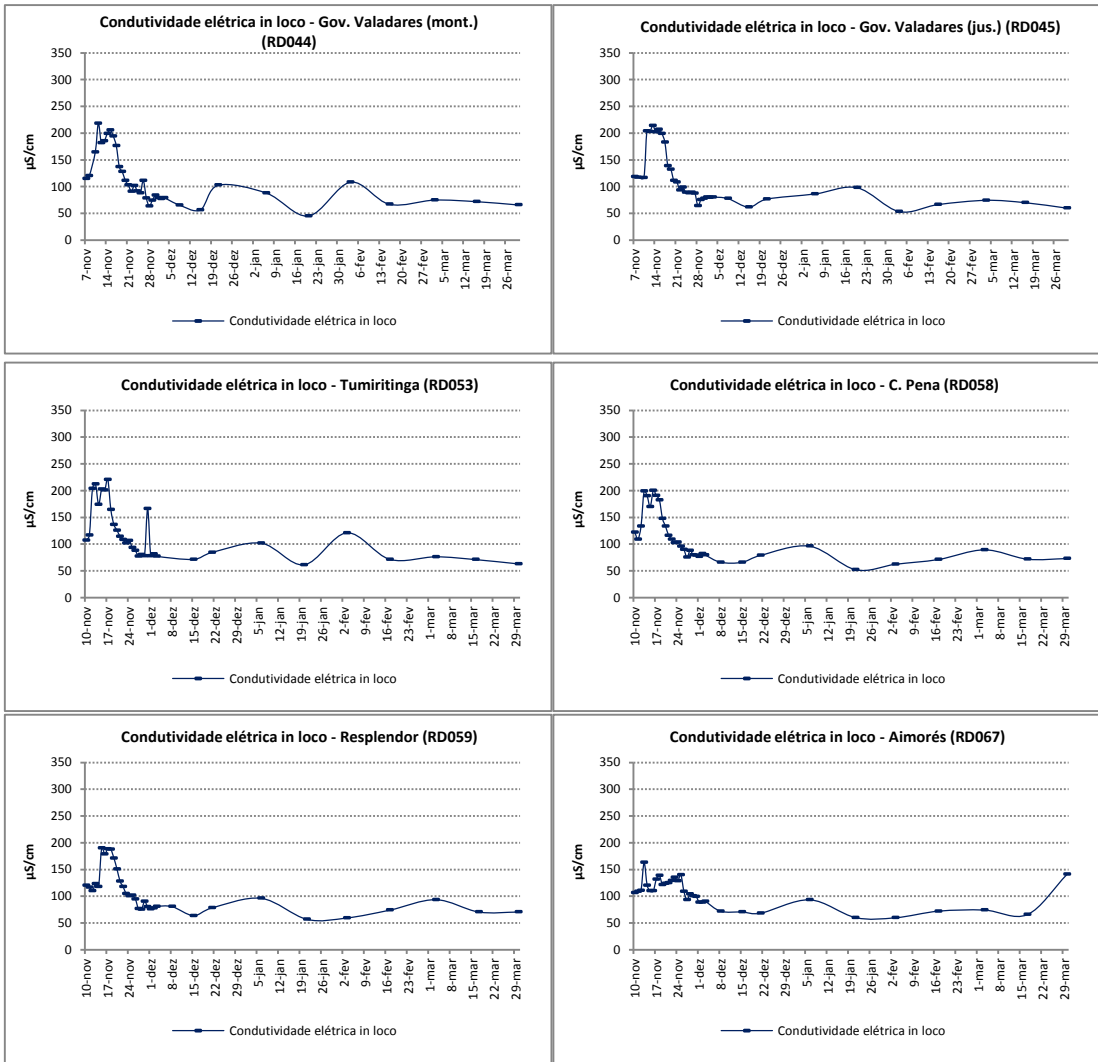 Condutividade elétrica in loco - Gov. Valadares (mont.)
(RD044)
350
300
250
200
150
100
50
0
µS/cm
7-nov
14-nov
21-nov
28-nov
5-dez
12-dez
19-dez
26-dez
2-jan
9-jan
16-jan
23-jan
30-jan
6-fev
13-fev
20-fev
27-fev
5-mar
12-mar
19-mar
26-mar
Condutividade elétrica in loco
Condutividade elétrica in loco - Gov. Valadares (jus.) (RD045)
350
300
250
200
150
100
50
0
µS/cm
7-nov
14-nov
21-nov
28-nov
5-dez
12-dez
19-dez
26-dez
2-jan
9-jan
16-jan
23-jan
30-jan
6-fev
13-fev
20-fev
27-fev
5-mar
12-mar
19-mar
26-mar
Condutividade elétrica in loco
Condutividade elétrica in loco - Tumiritinga (RD053)
350
300
250
200
150
100
50
0
µS/cm
10-nov
17-nov
24-nov
1-dez
8-dez
15-dez
22-dez
29-dez
5-jan
12-jan
19-jan
26-jan
2-fev
9-fev
16-fev
23-fev
1-mar
8-mar
15-mar
22-mar
29-mar
Condutividade elétrica in loco
Condutividade elétrica in loco - C. Pena (RD058)
350
300
250
200
150
100
50
0
µS/cm
10-nov
17-nov
24-nov
1-dez
8-dez
15-dez
22-dez
29-dez
5-jan
12-jan
19-jan
26-jan
2-fev
9-fev
16-fev
23-fev
1-mar
8-mar
15-mar
22-mar
29-mar
Condutividade elétrica in loco
Condutividade elétrica in loco - Resplendor (RD059)
350
300
250
200
150
100
50
0
µS/cm
10-nov
17-nov
24-nov
1-dez
8-dez
15-dez
22-dez
29-dez
5-jan
12-jan
19-jan
26-jan
2-fev
9-fev
16-fev
23-fev
1-mar
8-mar
15-mar
22-mar
29-mar
Condutividade elétrica in loco
Condutividade elétrica in loco - Aimorés (RD067)
350
300
250
200
150
100
50
0
µS/cm
10-nov
17-nov
24-nov
1-dez
8-dez
15-dez
22-dez
29-dez
5-jan
12-jan
19-jan
26-jan
2-fev
9-fev
16-fev
23-fev
1-mar
8-mar
15-mar
22-mar
29-mar
Condutividade elétrica in loco